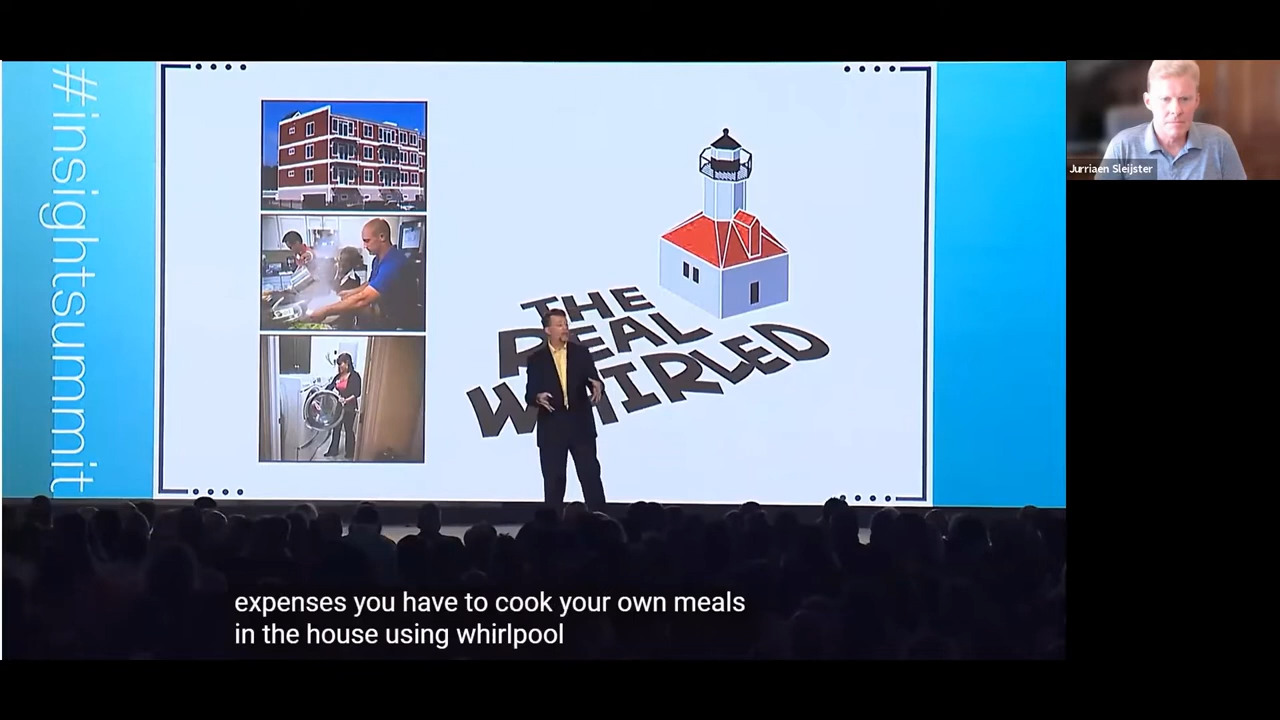 #insightsummit
THE
REAL
WHIRLED
Jurriaen Sleijster
expenses you have to cook your own meals
in the house using whirlpool